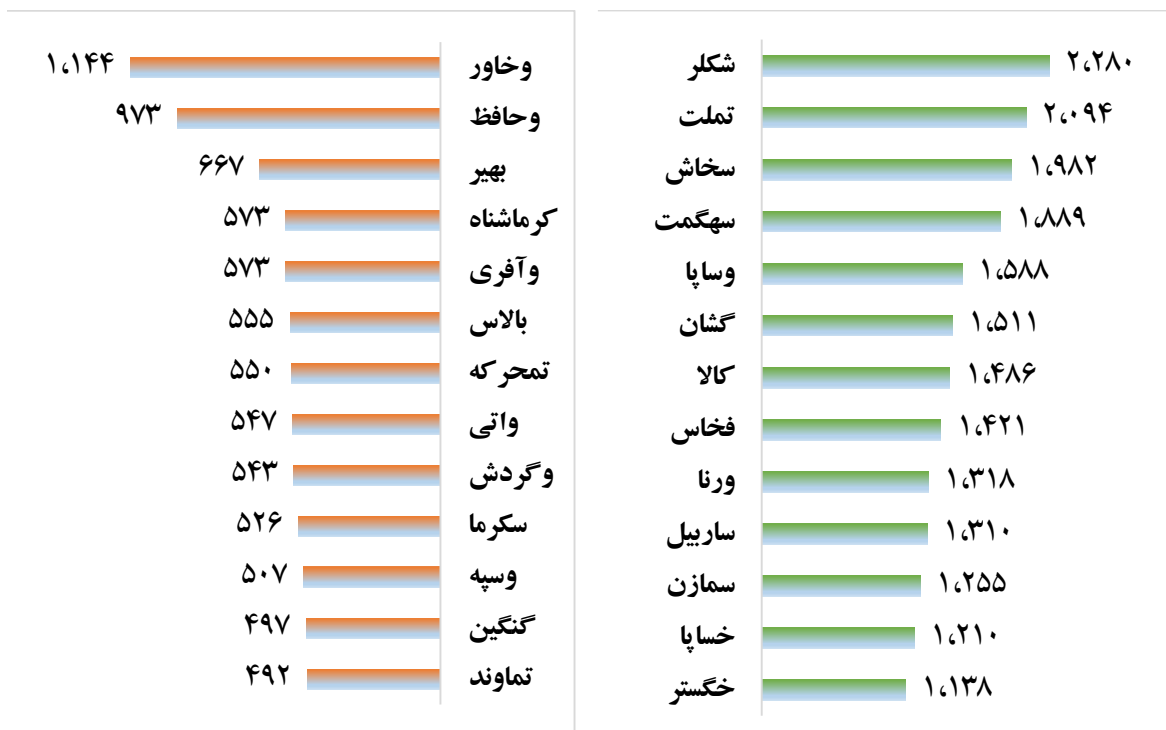 شکلر ۲،۲۸۰
تملت ۲،۰۹۴
سخاش ۱،۹۸۲
سهگمت ۱،۸۸۹
وساپا ۱،۵۸۸
گشان ۱،۵۱۱
کالا ۱،۴۸۶
فخاس ۱،۴۲۱
ورنا ۱،۳۱۸
ساربیل ۱،۳۱۰
سمازن ۱،۲۵۵
خساپا ۱،۲۱۰
خگستر ۱،۱۳۸
وخاور ۱،۱۴۴
وحافظ ۹۷۳
بهیر ۶۶۷
کرماشناه ۵۷۳
وآفری ۵۷۳
بالاس ۵۵۵
تمحرکه ۵۵۰
واتی ۵۴۷
وگردش ۵۴۳
سکرما ۵۲۶
وسپه ۵۰۷
گنگین ۴۹۷
تماوند ۴۹۲